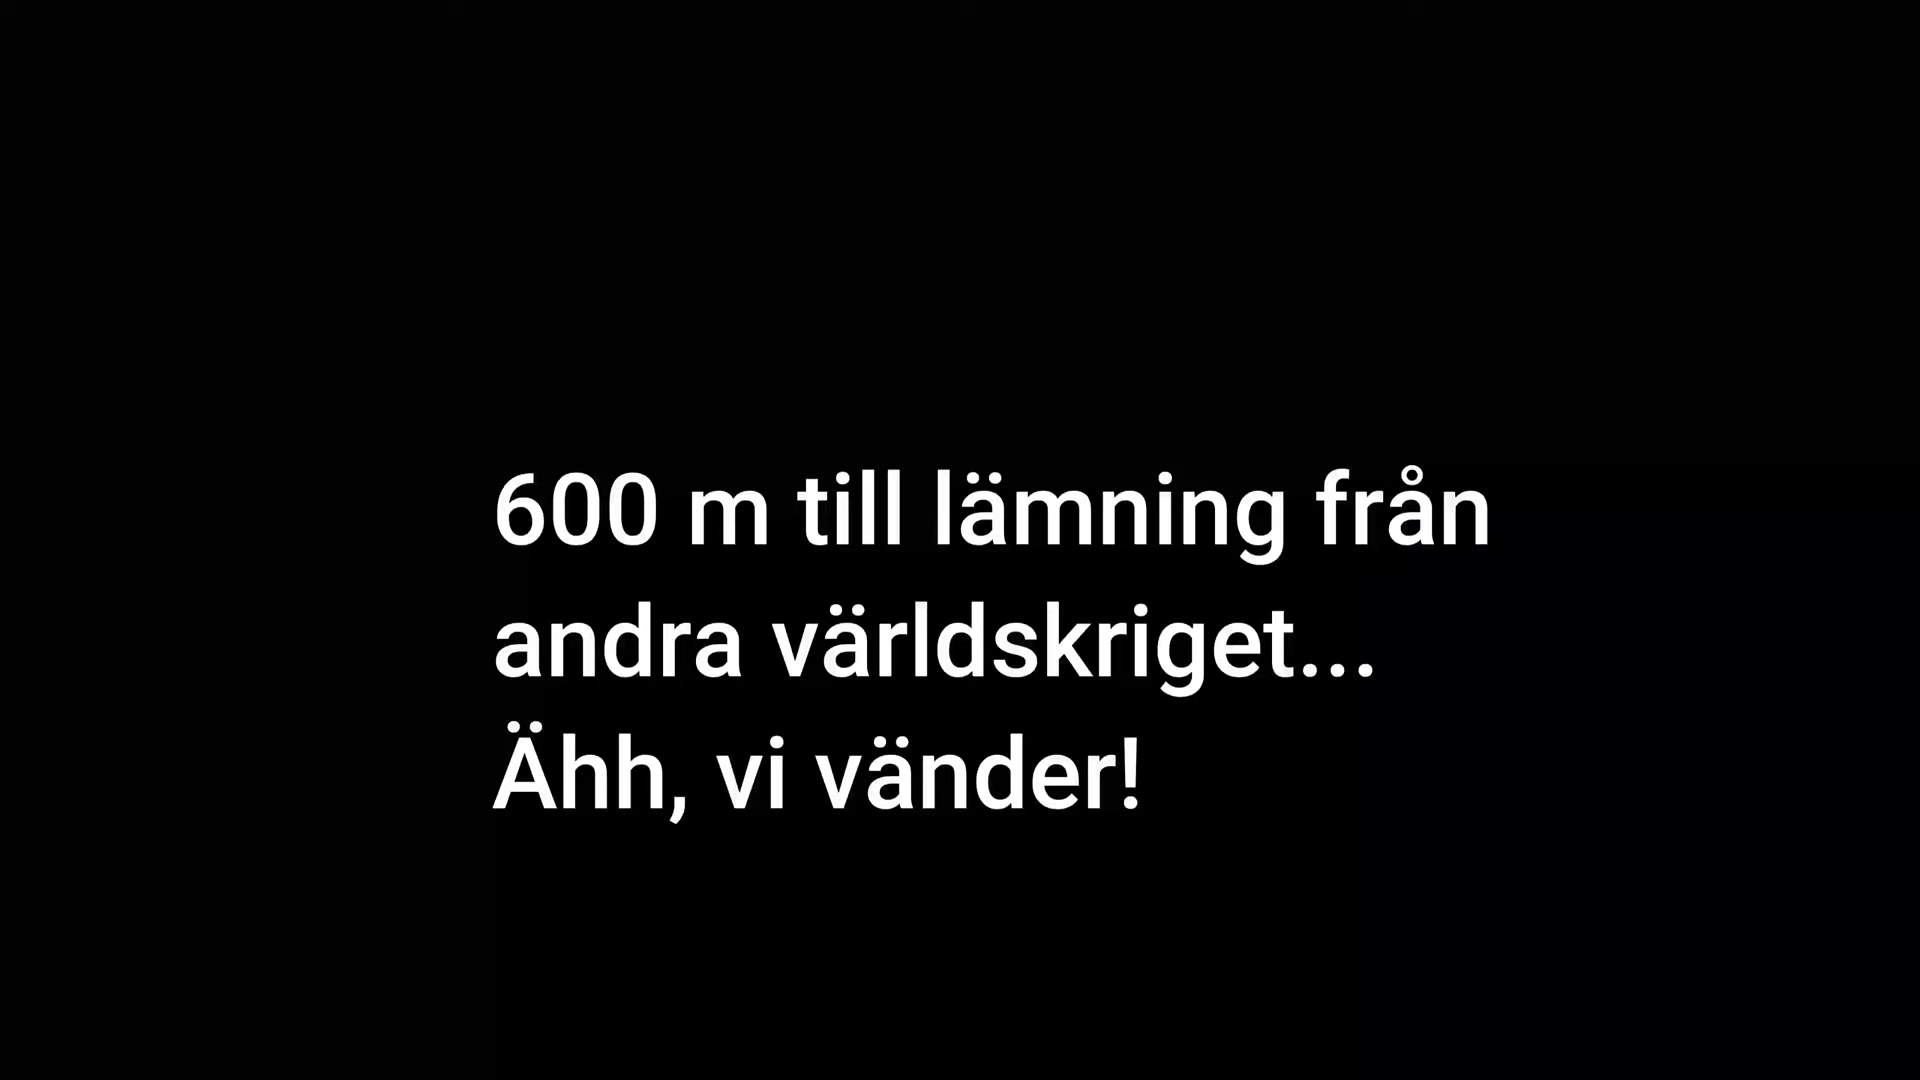 600 m till lämning från
andra världskriget...
Ähh, vi vänder!